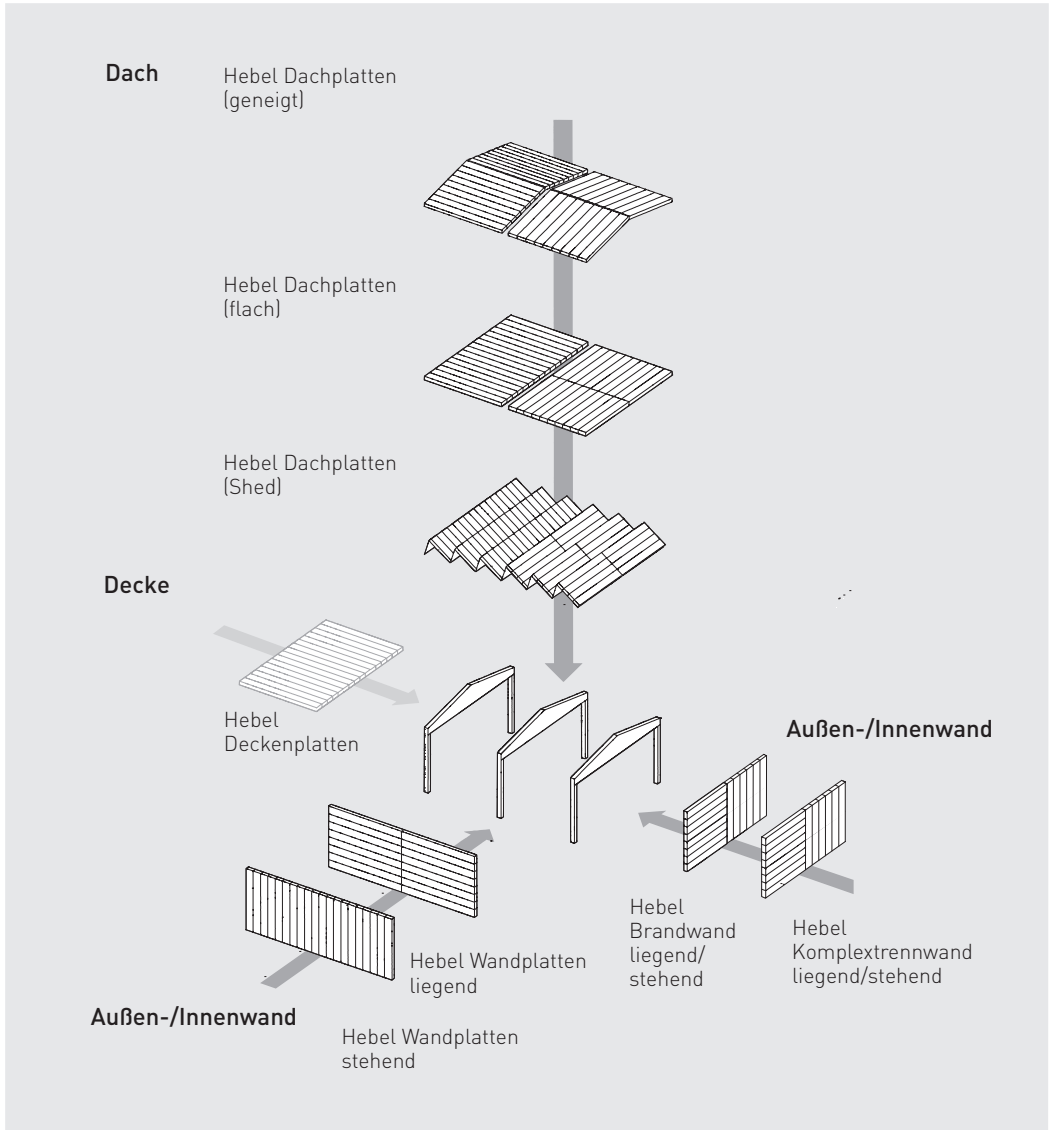 Dach
Hebel Dachplatten
(geneigt)
Hebel Dachplatten
(flach)
Hebel Dachplatten
(Shed)
Decke
Hebel
Deckenplatten
Außen-/Innenwand
Hebel
Brandwand
liegend/
stehend
Hebel
Komplextrennwand
liegend/stehend
Hebel Wandplatten
liegend
Außen-/Innenwand
Hebel Wandplatten
stehend